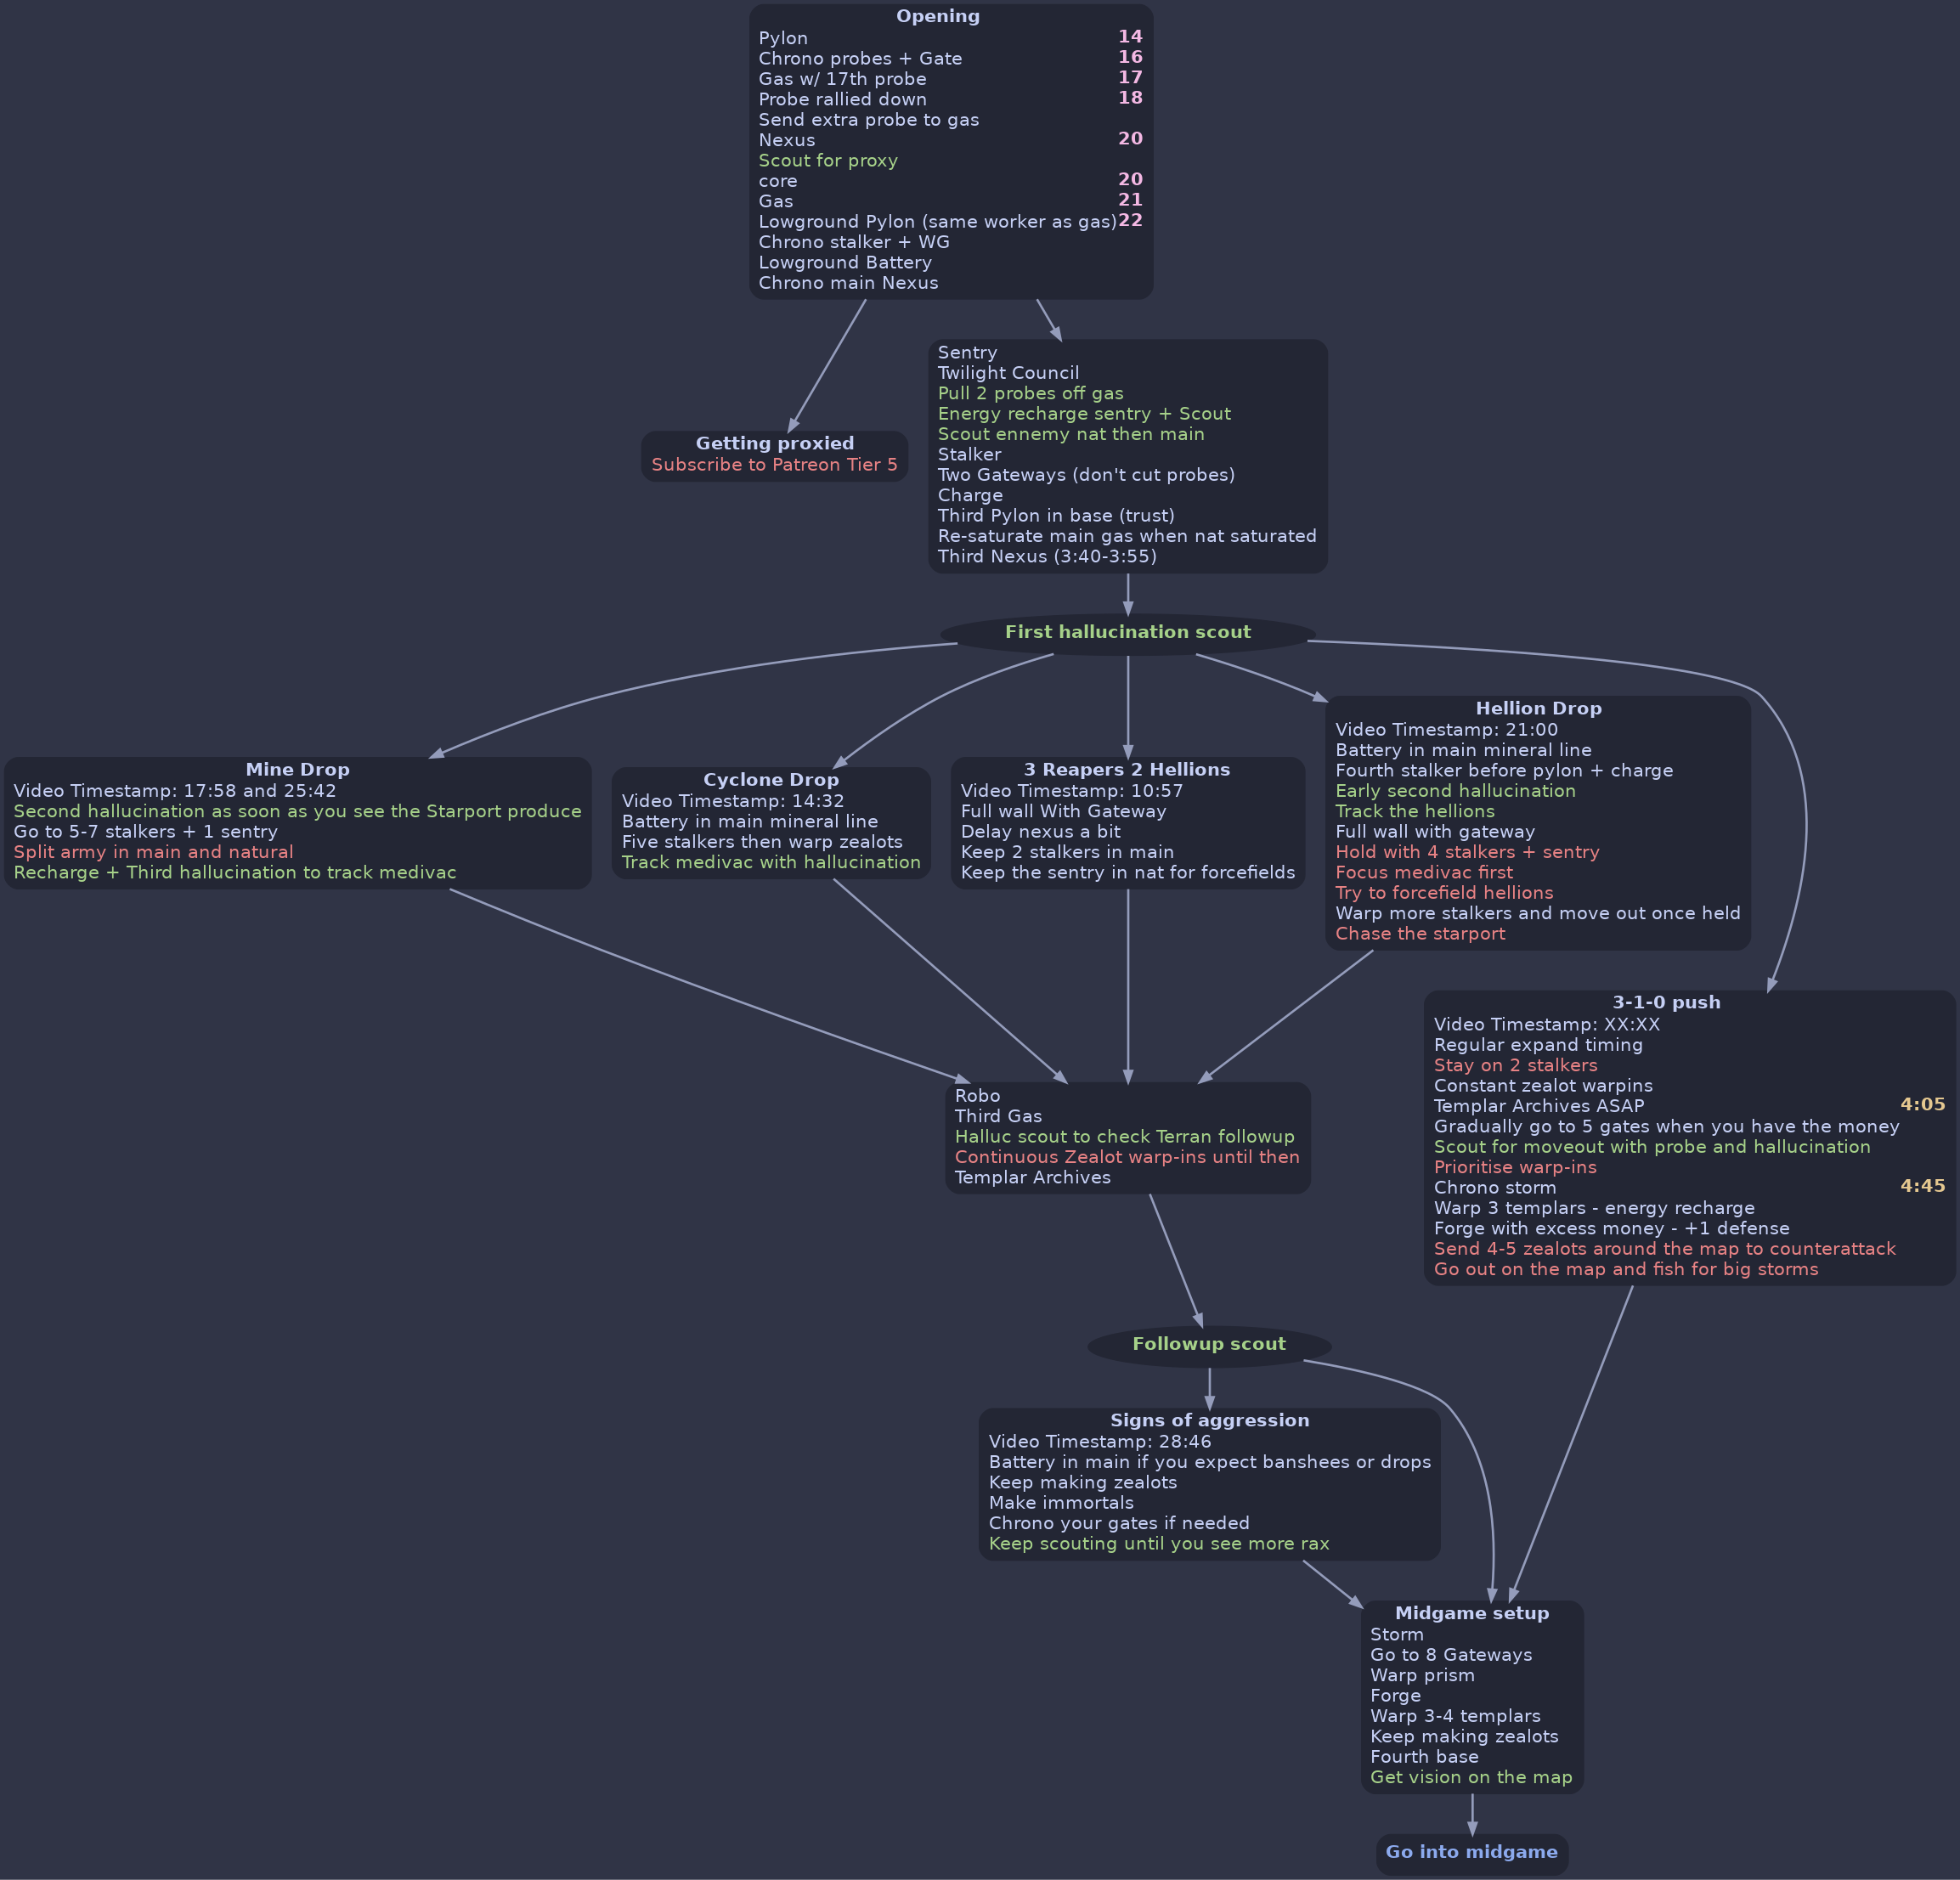 Opening
Pylon 14
Chrono probes + Gate 16
Gas w/ 17th probe 17
Probe rallied down 18
Send extra probe to gas
Nexus 20
Scout for proxy
core 20
Gas 21
Lowground Pylon (same worker as gas) 22
Chrono stalker + WG
Lowground Battery
Chrono main Nexus
Getting proxied
Subscribe to Patreon Tier 5
Sentry
Twilight Council
Pull 2 probes off gas
Energy recharge sentry + Scout
Scout ennemy nat then main
Stalker
Two Gateways (don't cut probes)
Charge
Third Pylon in base (trust)
Re-saturate main gas when nat saturated
Third Nexus (3:40-3:55)
First hallucination scout
Mine Drop
Video Timestamp: 17:58 and 25:42
Second hallucination as soon as you see the Starport produce
Go to 5-7 stalkers + 1 sentry
Split army in main and natural
Recharge + Third hallucination to track medivac
Cyclone Drop
Video Timestamp: 14:32
Battery in main mineral line
Five stalkers then warp zealots
Track medivac with hallucination
3 Reapers 2 Hellions
Video Timestamp: 10:57
Full wall With Gateway
Delay nexus a bit
Keep 2 stalkers in main
Keep the sentry in nat for forcefields
Hellion Drop
Video Timestamp: 21:00
Battery in main mineral line
Fourth stalker before pylon + charge
Early second hallucination
Track the hellions
Full wall with gateway
Hold with 4 stalkers + sentry
Focus medivac first
Try to forcefield hellions
Warp more stalkers and move out once held
Chase the starport
3-1-0 push
Video Timestamp: XX:XX
Regular expand timing
Stay on 2 stalkers
Constant zealot warpins
Templar Archives ASAP 4:05
Gradually go to 5 gates when you have the money
Scout for moveout with probe and hallucination
Prioritise warp-ins
Chrono storm 4:45
Warp 3 templars - energy recharge
Forge with excess money - +1 defense
Send 4-5 zealots around the map to counterattack
Go out on the map and fish for big storms
Robo
Third Gas
Halluc scout to check Terran followup
Continuous Zealot warp-ins until then
Templar Archives
Followup scout
Signs of aggression
Video Timestamp: 28:46
Battery in main if you expect banshees or drops
Keep making zealots
Make immortals
Chrono your gates if needed
Keep scouting until you see more rax
Midgame setup
Storm
Go to 8 Gateways
Warp prism
Forge
Warp 3-4 templars
Keep making zealots
Fourth base
Get vision on the map
Go into midgame